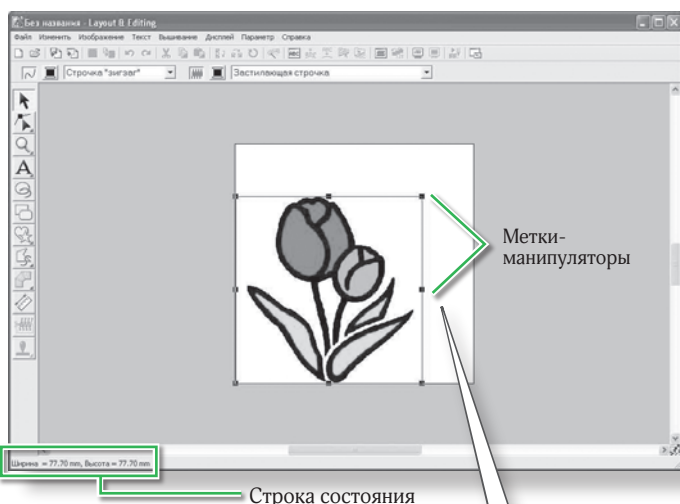 Без названия - Layout & Editing
Файл Изменить Изображение Текст Вышивание Дисплей Параметр Справка
Строчка "зигзаг" Застилающая строчка
A
Метки-
манипуляторы
Ширина = 77.70 mm, Высота = 77.70 mm
Строка состояния